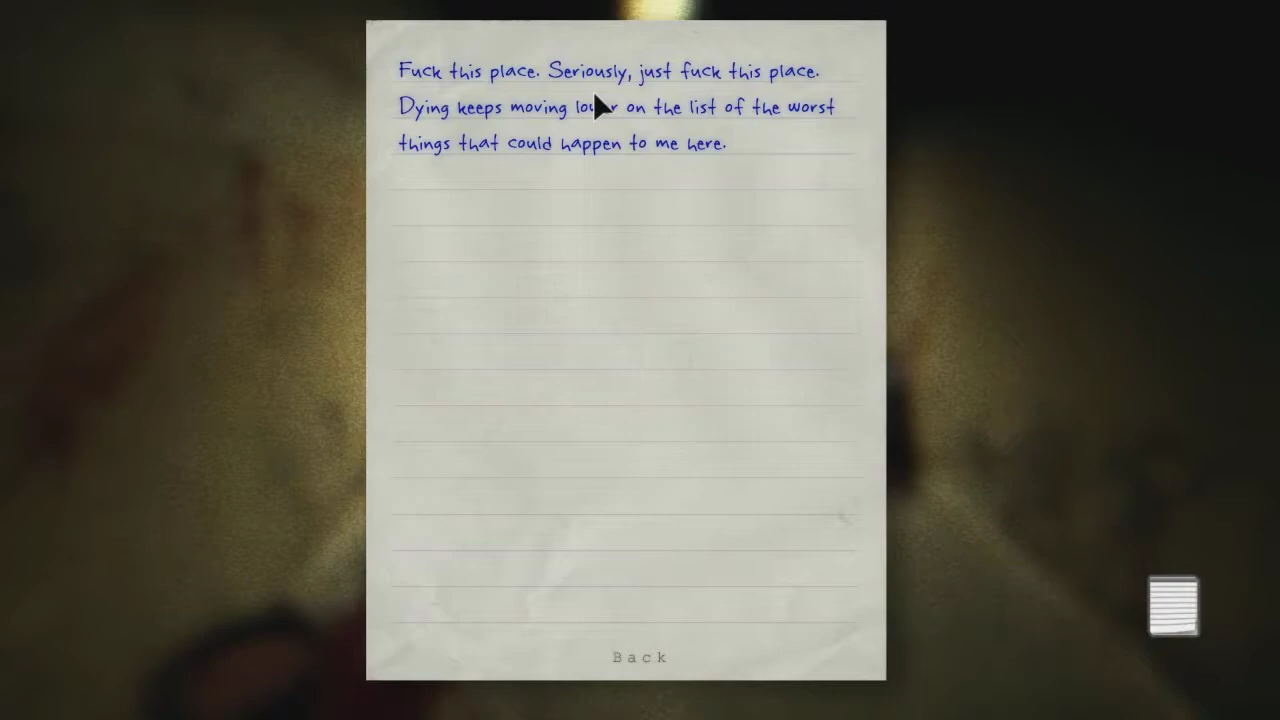 Fuck this place. Seriously, just fuck this place.
Dying keeps moving lower on the list of the worst
things that could happen to me here.
Back